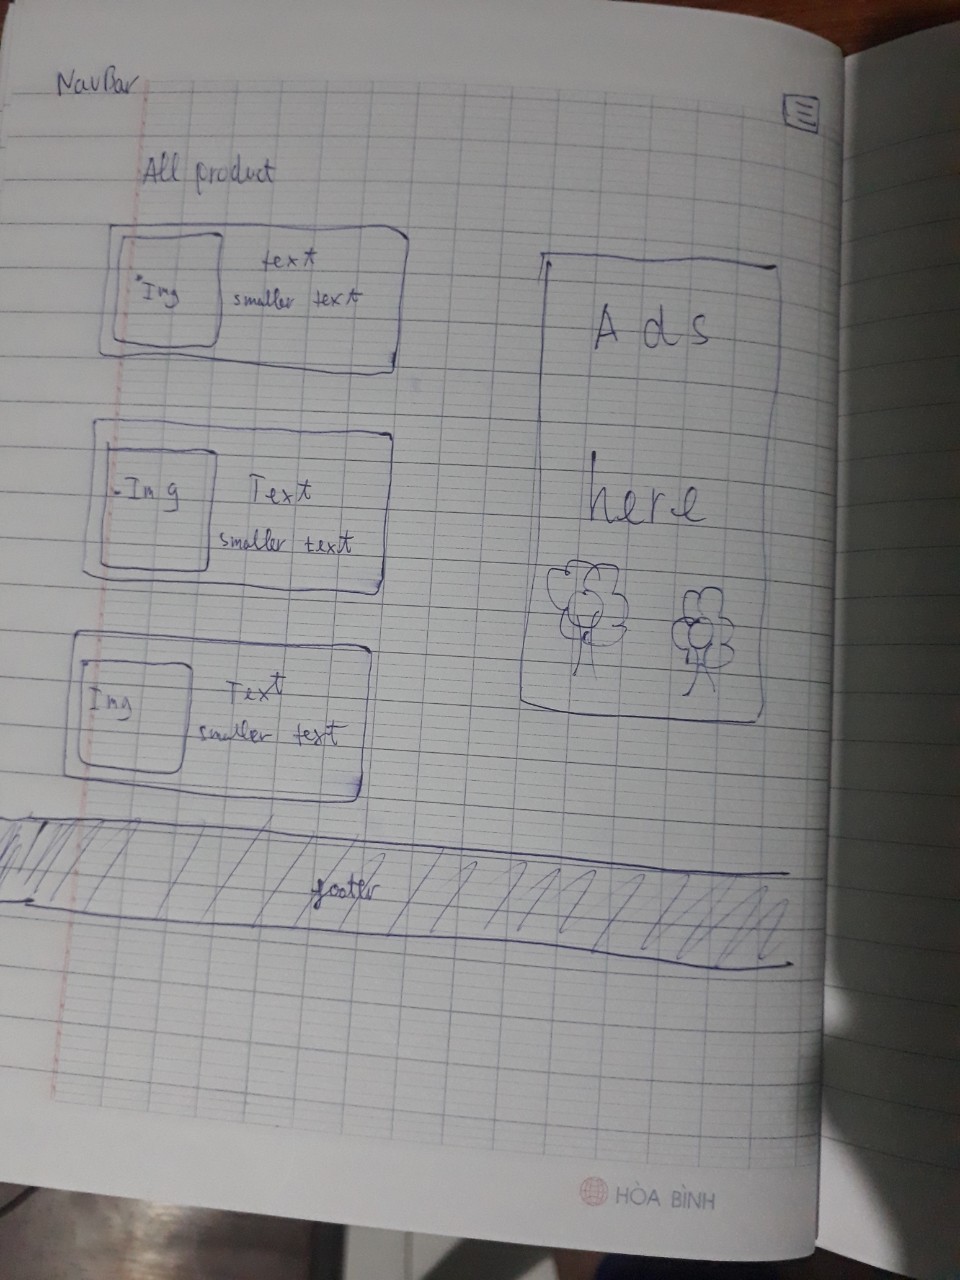 NavBar
All product
text
Img
smaller text
Ads
Img
Text
here
smaller text
Img
Text
smaller text
footer
HÒA BÌNH